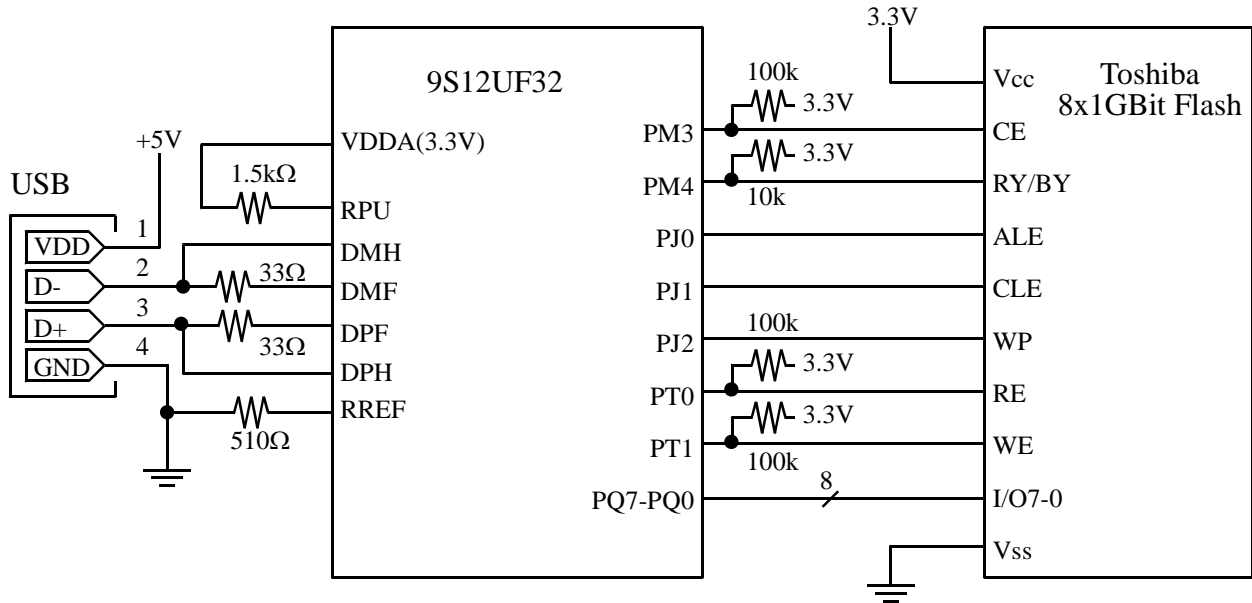 3.3V
9S12UF32
Toshiba
8x1GBit Flash
Vcc
100k
3.3V
PM3
CE
+5V
VDDA(3.3V)
3.3V
PM4
10k
RY/BY
USB
1.5kΩ
RPU
1
VDD
DMH
PJ0
ALE
2
D-
33Ω
DMF
PJ1
CLE
3
D+
33Ω
DPF
100k
PJ2
WP
4
GND
DPH
3.3V
PT0
RE
RREF
510Ω
3.3V
PT1
100k
WE
PQ7-PQ0
8
I/O7-0
Vss